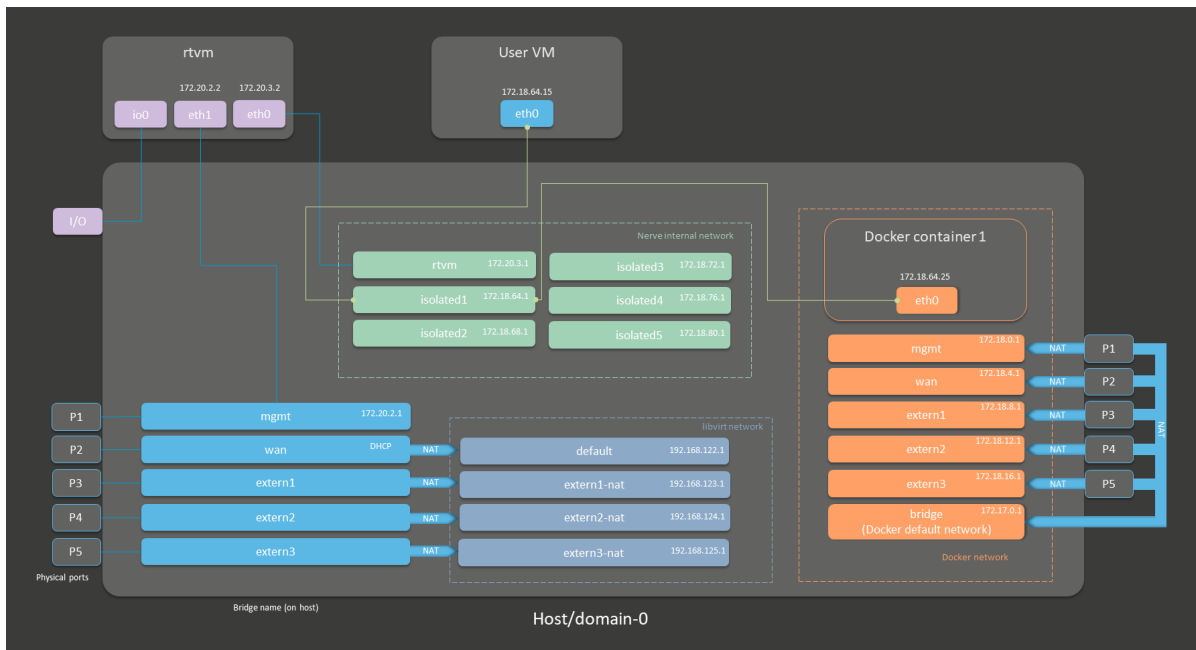 rtvm
172.20.2.2
172.20.3.2
io0
eth1
eth0
User VM
172.18.64.15
eth0
I/O
Nerve internal network
rtvm 172.20.3.1
isolated1 172.18.64.1
isolated2 172.18.68.1
isolated3 172.18.72.1
isolated4 172.18.76.1
isolated5 172.18.80.1
Docker container 1
172.18.64.25
eth0
mgmt 172.18.0.1
NAT
P1
wan 172.18.4.1
P2
extern1 172.18.8.1
NAT
P3
extern2 172.18.12.1
NAT
P4
extern3 172.18.16.1
NAT
P5
NAT
bridge 172.17.0.1
(Docker default network)
Docker network
P1
mgmt 172.20.2.1
P2
wan DHCP
NAT
P3
extern1
NAT
P4
extern2
NAT
P5
extern3
NAT
libvirt network
default 192.168.122.1
extern1-nat 192.168.123.1
extern2-nat 192.168.124.1
extern3-nat 192.168.125.1
Physical ports
Bridge name (on host)
Host/domain-0